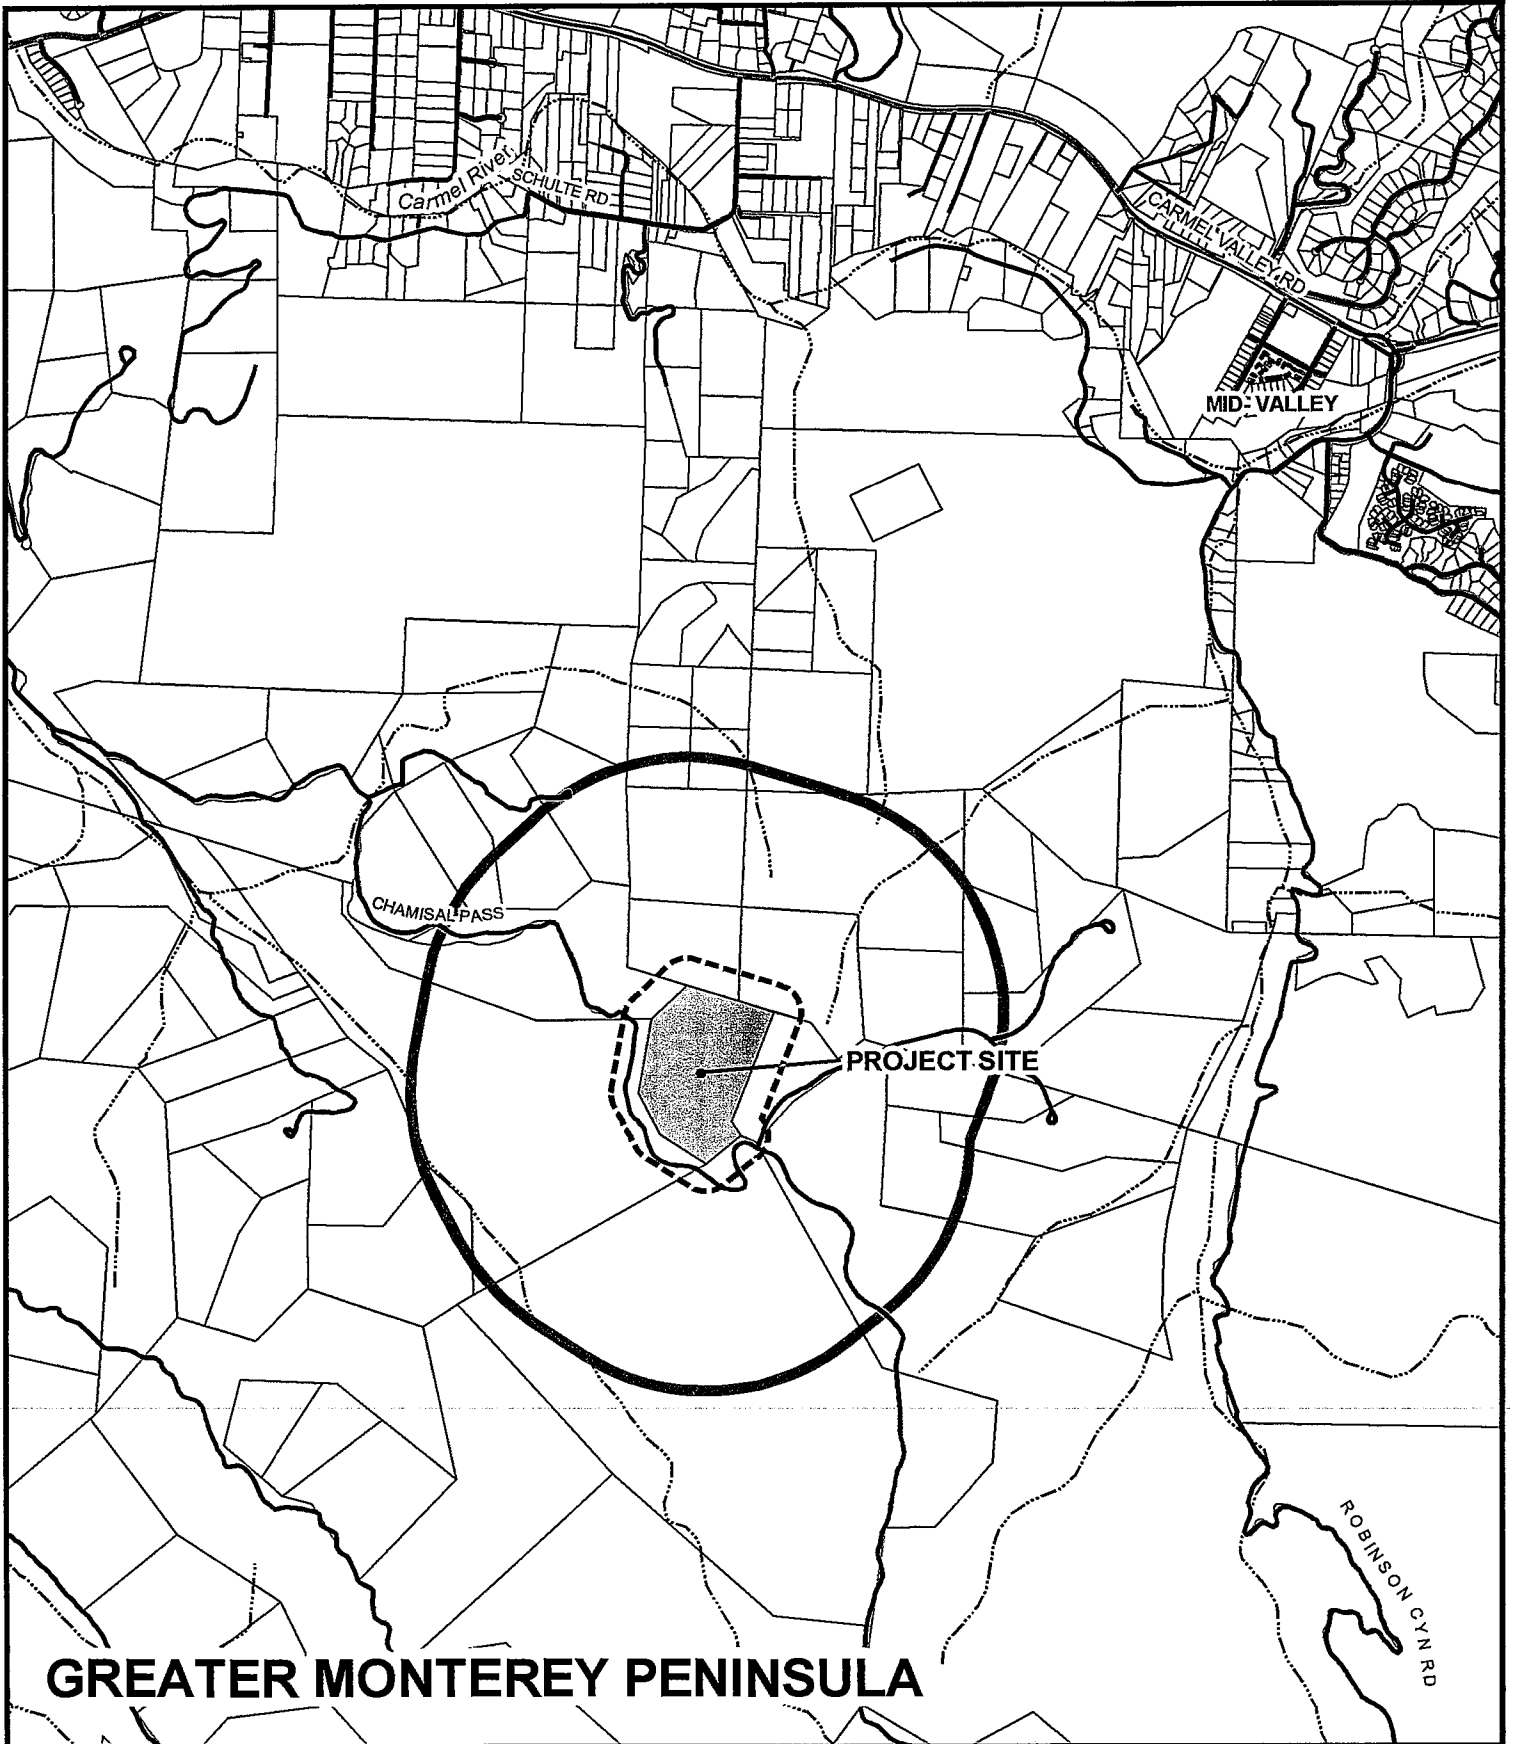 Carmel River
SCHULTE RD
CARMEL VALLEY RD
MID-VALLEY
CHAMISAL PASS
PROJECT SITE
ROBINSON CYN RD
GREATER MONTEREY PENINSULA